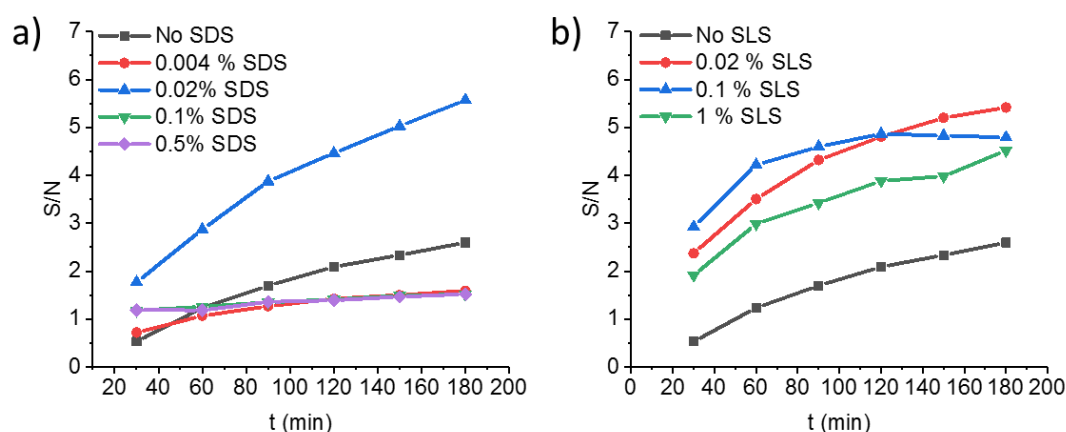 a)
No SDS
0.004 % SDS
0.02% SDS
0.1% SDS
0.5% SDS
7
6
5
4
3
2
1
0
S/N
20 40 60 80 100 120 140 160 180 200
t (min)
b)
No SLS
0.02 % SLS
0.1 % SLS
1 % SLS
7
6
5
4
3
2
1
0
S/N
0 20 40 60 80 100 120 140 160 180 200
t (min)